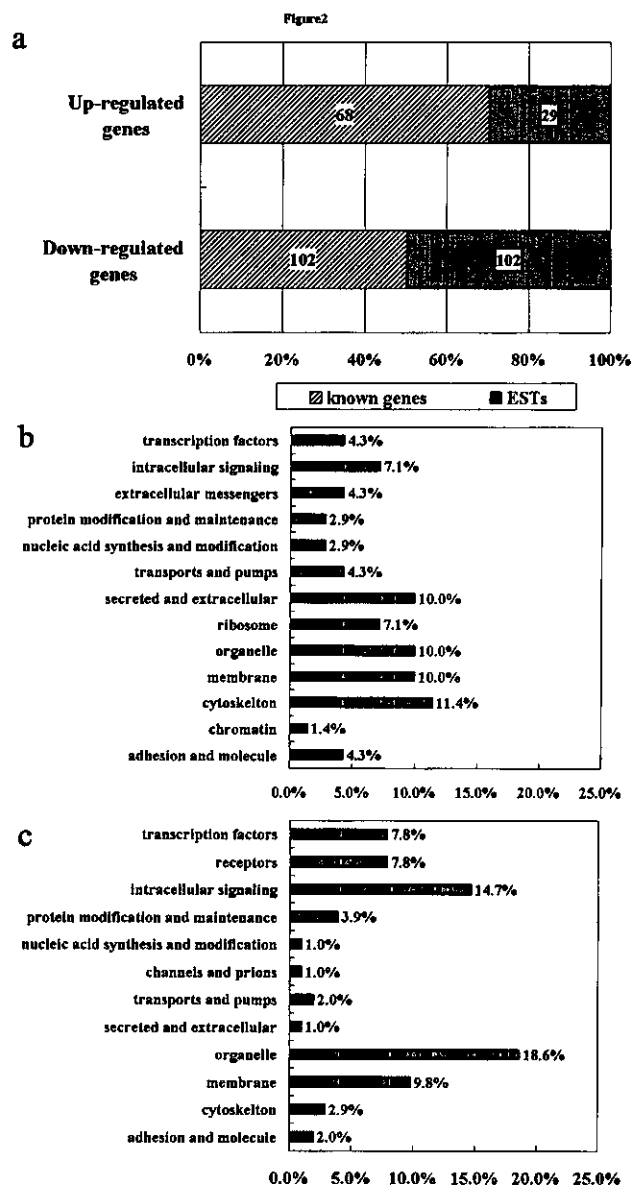 Figure2
a
Up-regulated
genes
68
29
Down-regulated
genes
102
102
0% 20% 40% 60% 80% 100%
known genes ESTs
b
transcription factors 4.3%
intracellular signaling 7.1%
extracellular messengers 4.3%
protein modification and maintenance 2.9%
nucleic acid synthesis and modification 2.9%
transports and pumps 4.3%
secreted and extracellular 10.0%
ribosome 7.1%
organelle 10.0%
membrane 10.0%
cytoskelton 11.4%
chromatin 1.4%
adhesion and molecule 4.3%
0.0% 5.0% 10.0% 15.0% 20.0% 25.0%
c
transcription factors 7.8%
receptors 7.8%
intracellular signaling 14.7%
protein modification and maintenance 3.9%
nucleic acid synthesis and modification 1.0%
channels and prions 1.0%
transports and pumps 2.0%
secreted and extracellular 1.0%
organelle 18.6%
membrane 9.8%
cytoskelton 2.9%
adhesion and molecule 2.0%
0.0% 5.0% 10.0% 15.0% 20.0% 25.0%